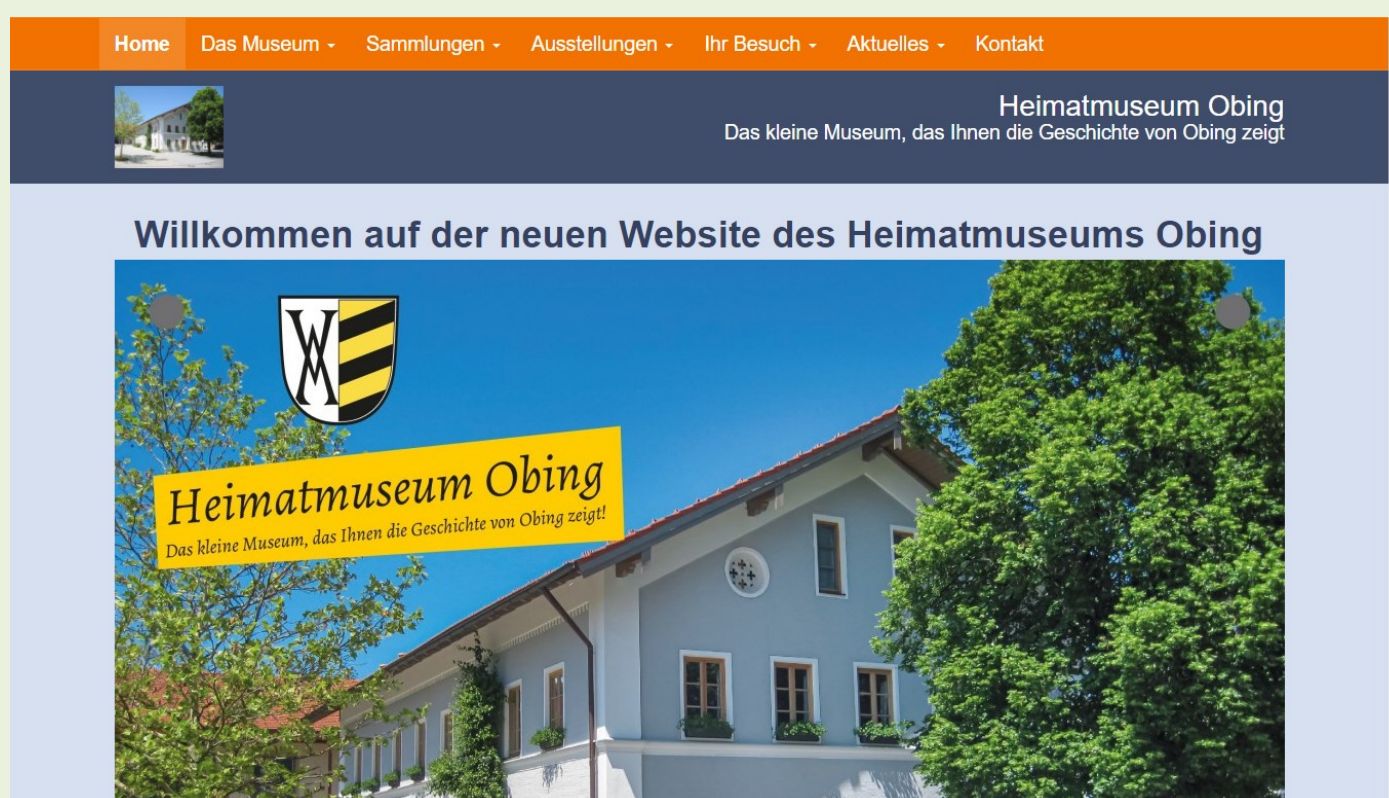 Home Das Museum Sammlungen Ausstellungen Ihr Besuch Aktuelles Kontakt
Heimatmuseum Obing
Das kleine Museum, das Ihnen die Geschichte von Obing zeigt
Willkommen auf der neuen Website des Heimatmuseums Obing
Heimatmuseum Obing
Das kleine Museum, das Ihnen die Geschichte von Obing zeigt!